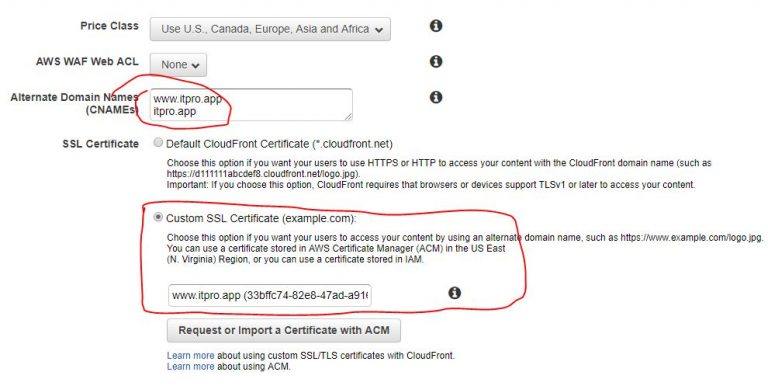 Price Class Use U.S., Canada, Europe, Asia and Africa
AWS WAF Web ACL None
Alternate Domain Names www.itpro.app
(CNAMEs) itpro.app
SSL Certificate Default CloudFront Certificate (*.cloudfront.net)
Choose this option if you want your users to use HTTPS or HTTP to access your content with the CloudFront domain name (such as
https://d111111abcdef8.cloudfront.net/logo.jpg).
Important: If you choose this option, CloudFront requires that browsers or devices support TLSv1 or later to access your content.
Custom SSL Certificate (example.com):
Choose this option if you want your users to access your content by using an alternate domain name, such as https://www.example.com/logo.jpg.
You can use a certificate stored in AWS Certificate Manager (ACM) in the US East
(N. Virginia) Region, or you can use a certificate stored in IAM.
www.itpro.app (33bffc74-82e8-47ad-a916
Request or Import a Certificate with ACM
Learn more about using custom SSL/TLS certificates with CloudFront.
Learn more about using ACM.